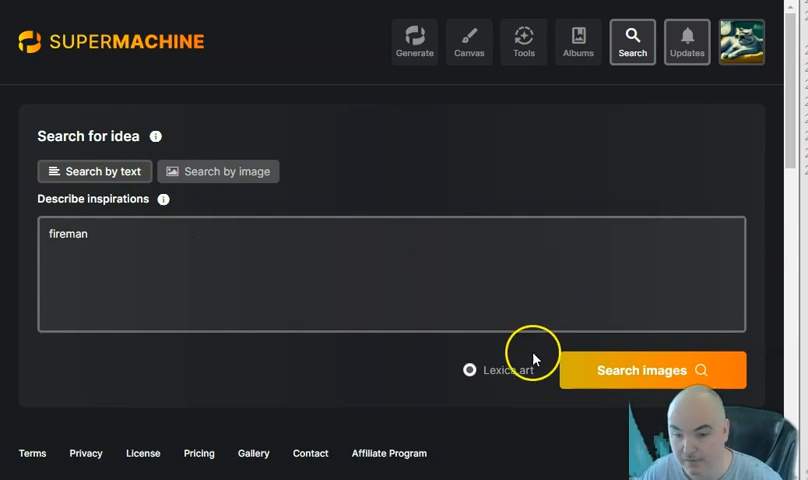 SUPERMACHINE
Generate
Canvas
Tools
Albums
Search
Updates
Search for idea
Search by text
Search by image
Describe inspirations
fireman
Lexica.art
Search images
Terms
Privacy
License
Pricing
Gallery
Contact
Affiliate Program